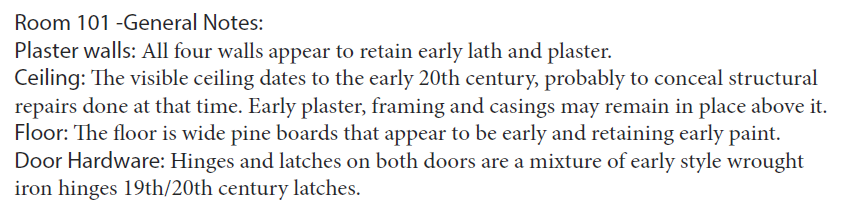 Room 101 -General Notes:
Plaster walls: All four walls appear to retain early lath and plaster.
Ceiling: The visible ceiling dates to the early 20th century, probably to conceal structural
repairs done at that time. Early plaster, framing and casings may remain in place above it.
Floor: The floor is wide pine boards that appear to be early and retaining early paint.
Door Hardware: Hinges and latches on both doors are a mixture of early style wrought
iron hinges 19th/20th century latches.